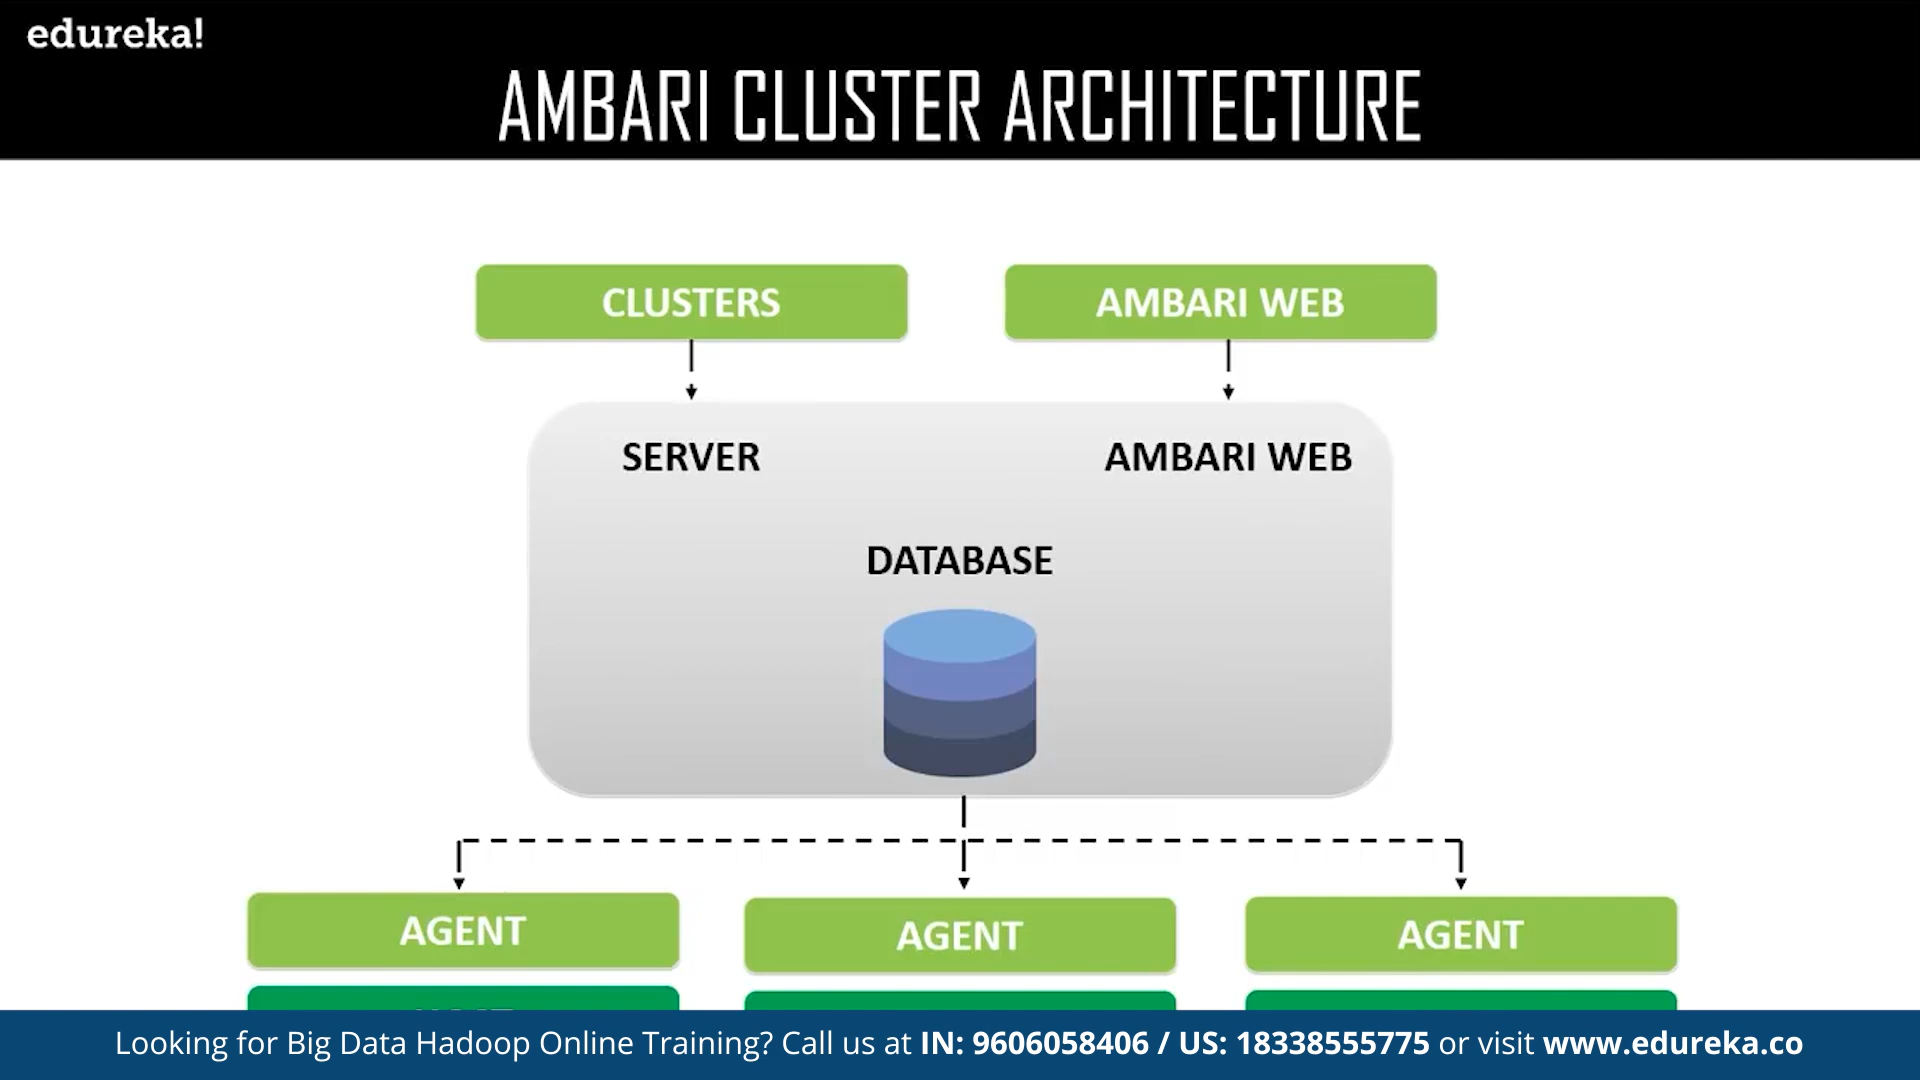 edureka!
AMBARI CLUSTER ARCHITECTURE
CLUSTERS
AMBARI WEB
SERVER
AMBARI WEB
DATABASE
AGENT
AGENT
AGENT
Looking for Big Data Hadoop Online Training? Call us at IN: 9606058406 / US: 18338555775 or visit www.edureka.co